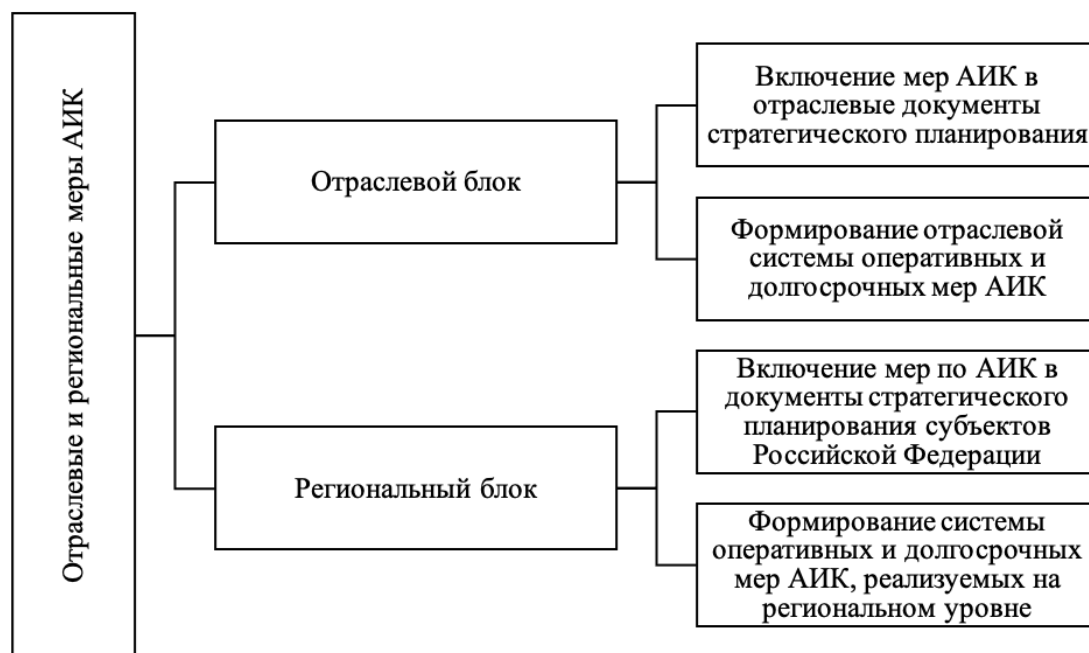 Отраслевые и региональные меры АИК
Отраслевой блок
Включение мер АИК в
отраслевые документы
стратегического планирования
Формирование отраслевой
системы оперативных и
долгосрочных мер АИК
Региональный блок
Включение мер по АИК в
документы стратегического
планирования субъектов
Российской Федерации
Формирование системы
оперативных и долгосрочных
мер АИК, реализуемых на
региональном уровне